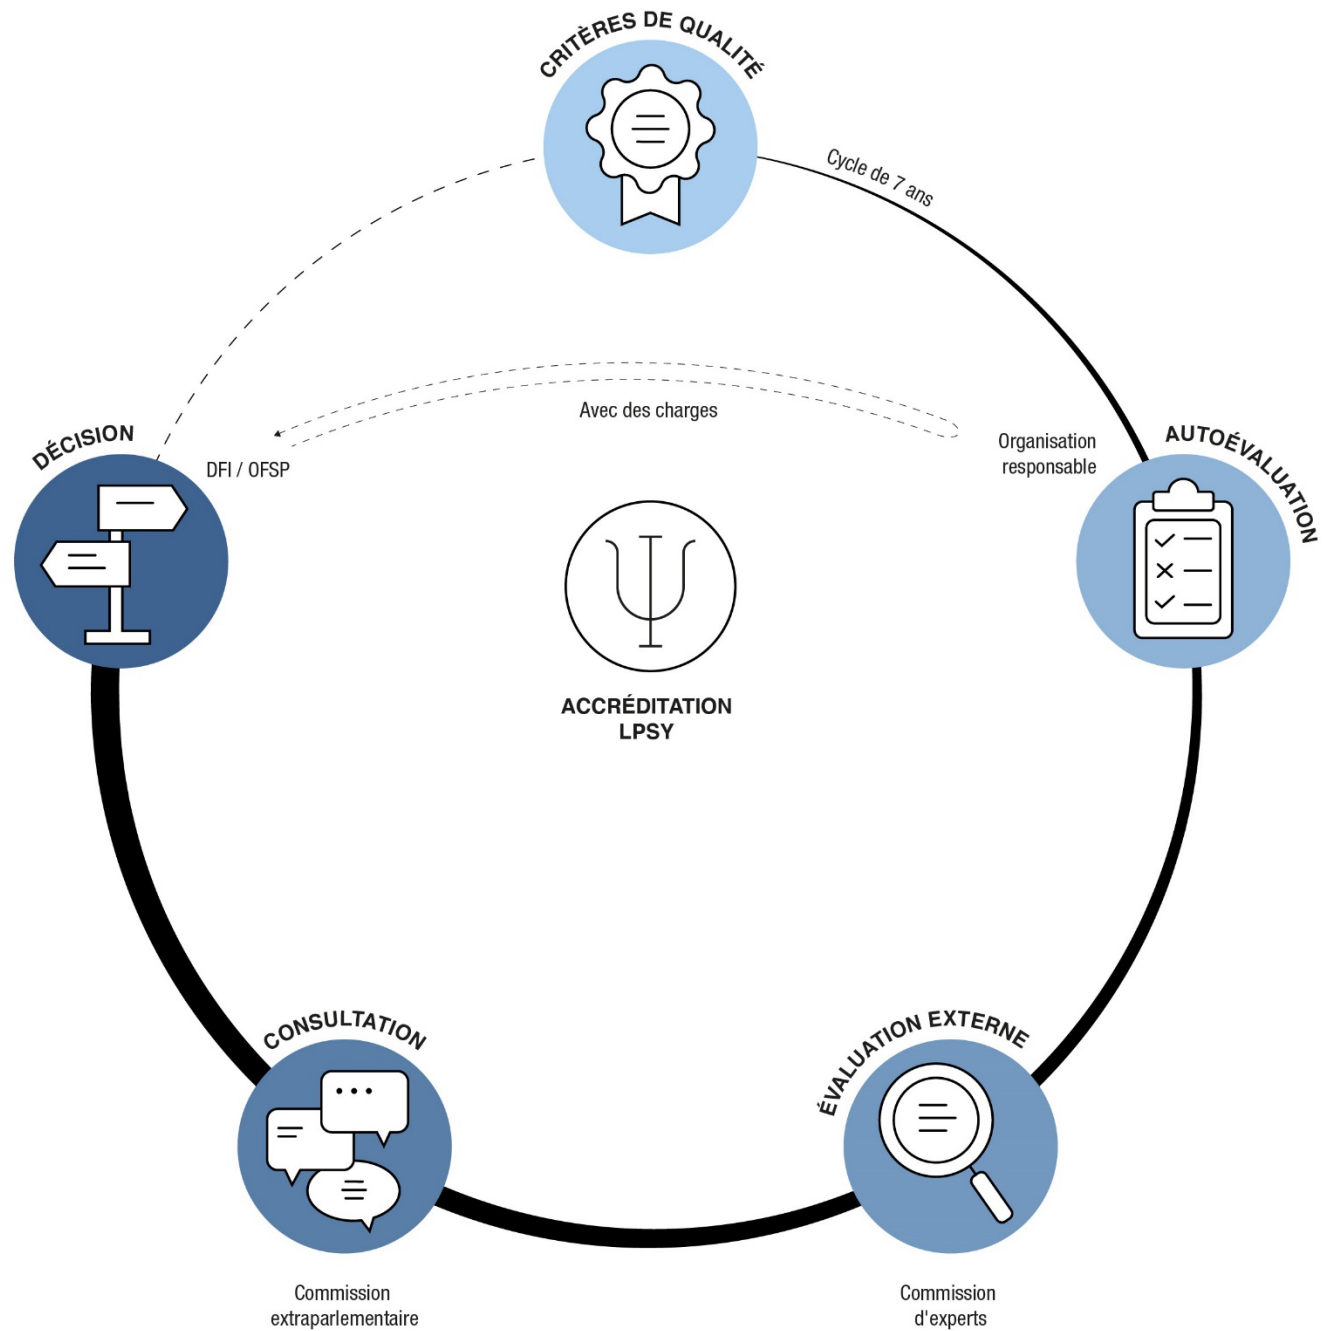 CRITÈRES DE QUALITÉ
Cycle de 7 ans
Avec des charges
Organisation
responsable
AUTOÉVALUATION
DÉCISION
DFI / OFSP
ACCRÉDITATION
LPSY
CONSULTATION
ÉVALUATION EXTERNE
Commission
extraparlementaire
Commission
d'experts